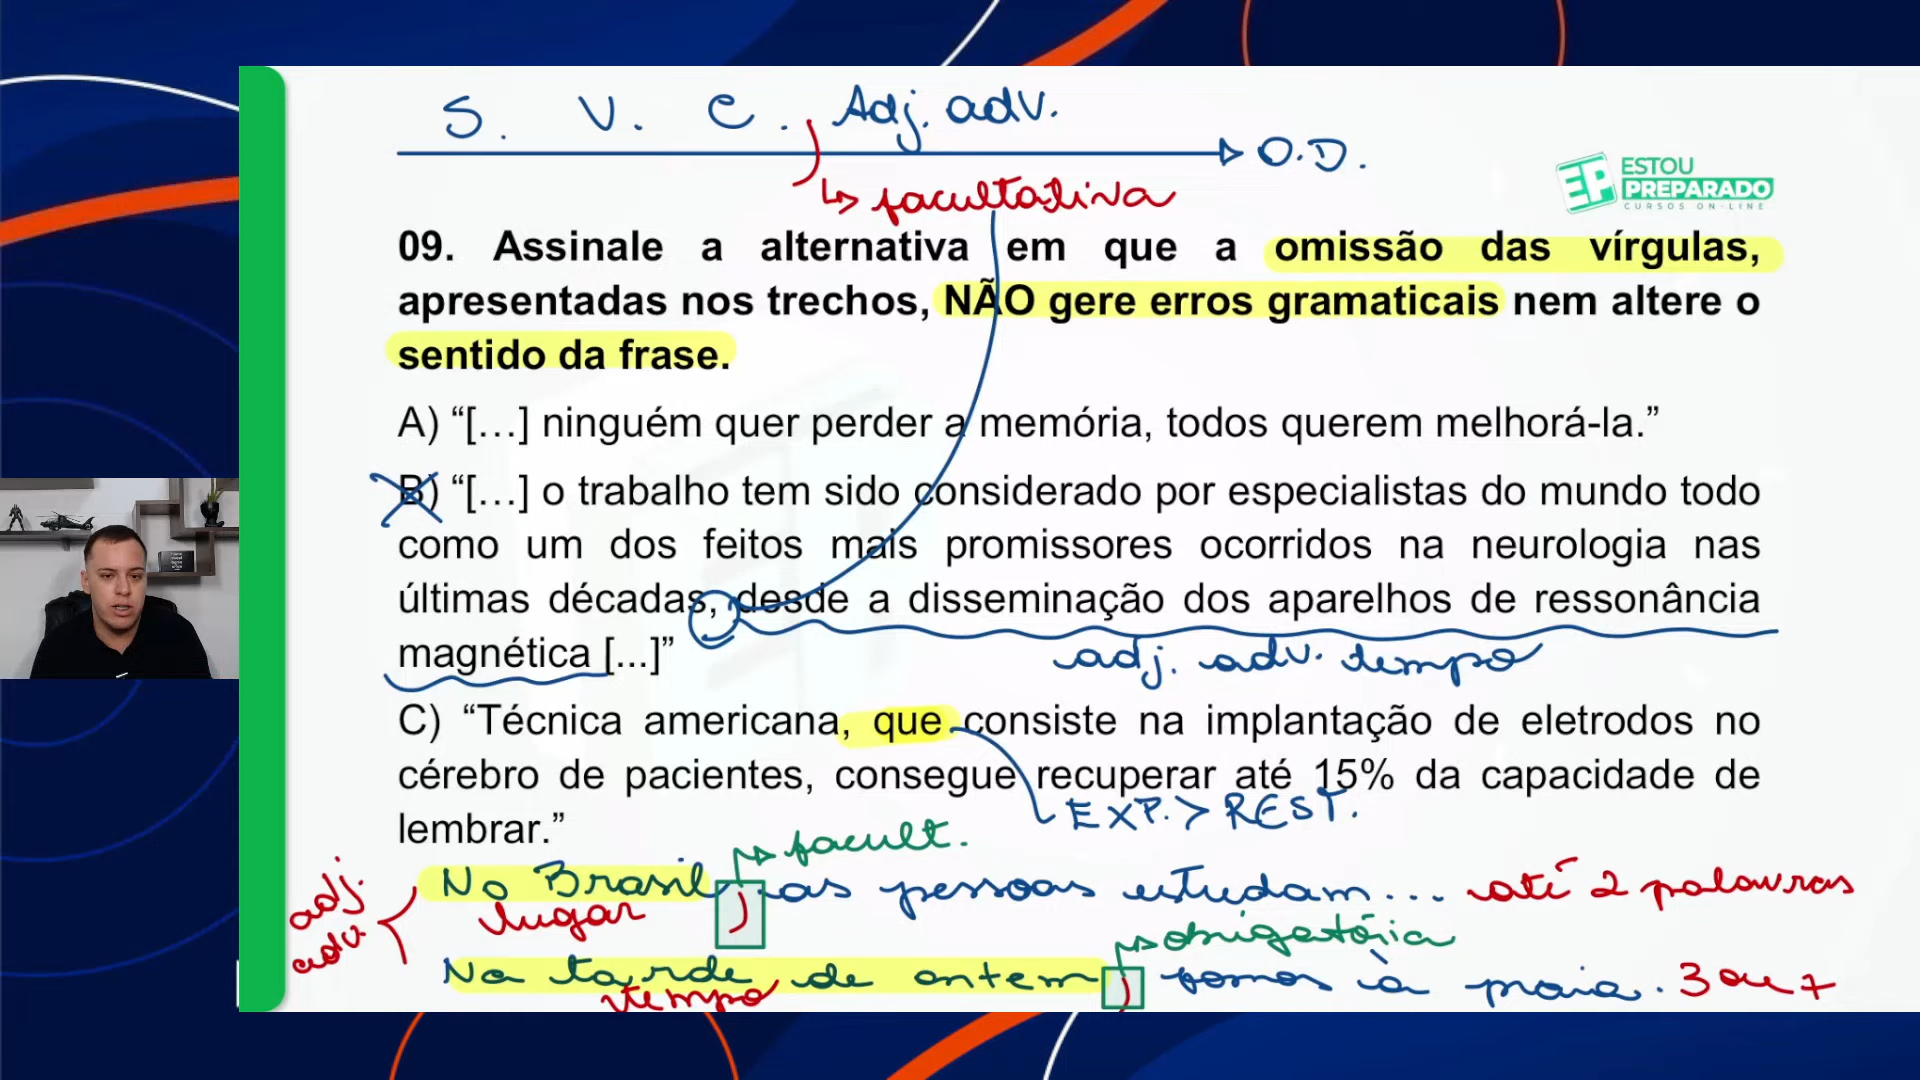 S. V. C. , Adj. adv.
O.D.
↳ facultativa
EP ESTOU
PREPARADO
CURSOS ON-LINE
09. Assinale a alternativa em que a omissão das vírgulas,
apresentadas nos trechos, NÃO gere erros gramaticais nem altere o
sentido da frase.
A) “[…] ninguém quer perder a memória, todos querem melhorá-la.”
B) “[…] o trabalho tem sido considerado por especialistas do mundo todo
como um dos feitos mais promissores ocorridos na neurologia nas
últimas décadas, desde a disseminação dos aparelhos de ressonância
magnética [...]”
adj. adv. tempo
C) “Técnica americana, que consiste na implantação de eletrodos no
cérebro de pacientes, consegue recuperar até 15% da capacidade de
lembrar.”
EXP. > REST.
facult.
adj. adv.
No Brasil, as pessoas estudam... até 2 palavras
lugar
obrigatória
Na tarde de ontem, fomos à praia. 3 ou +
tempo